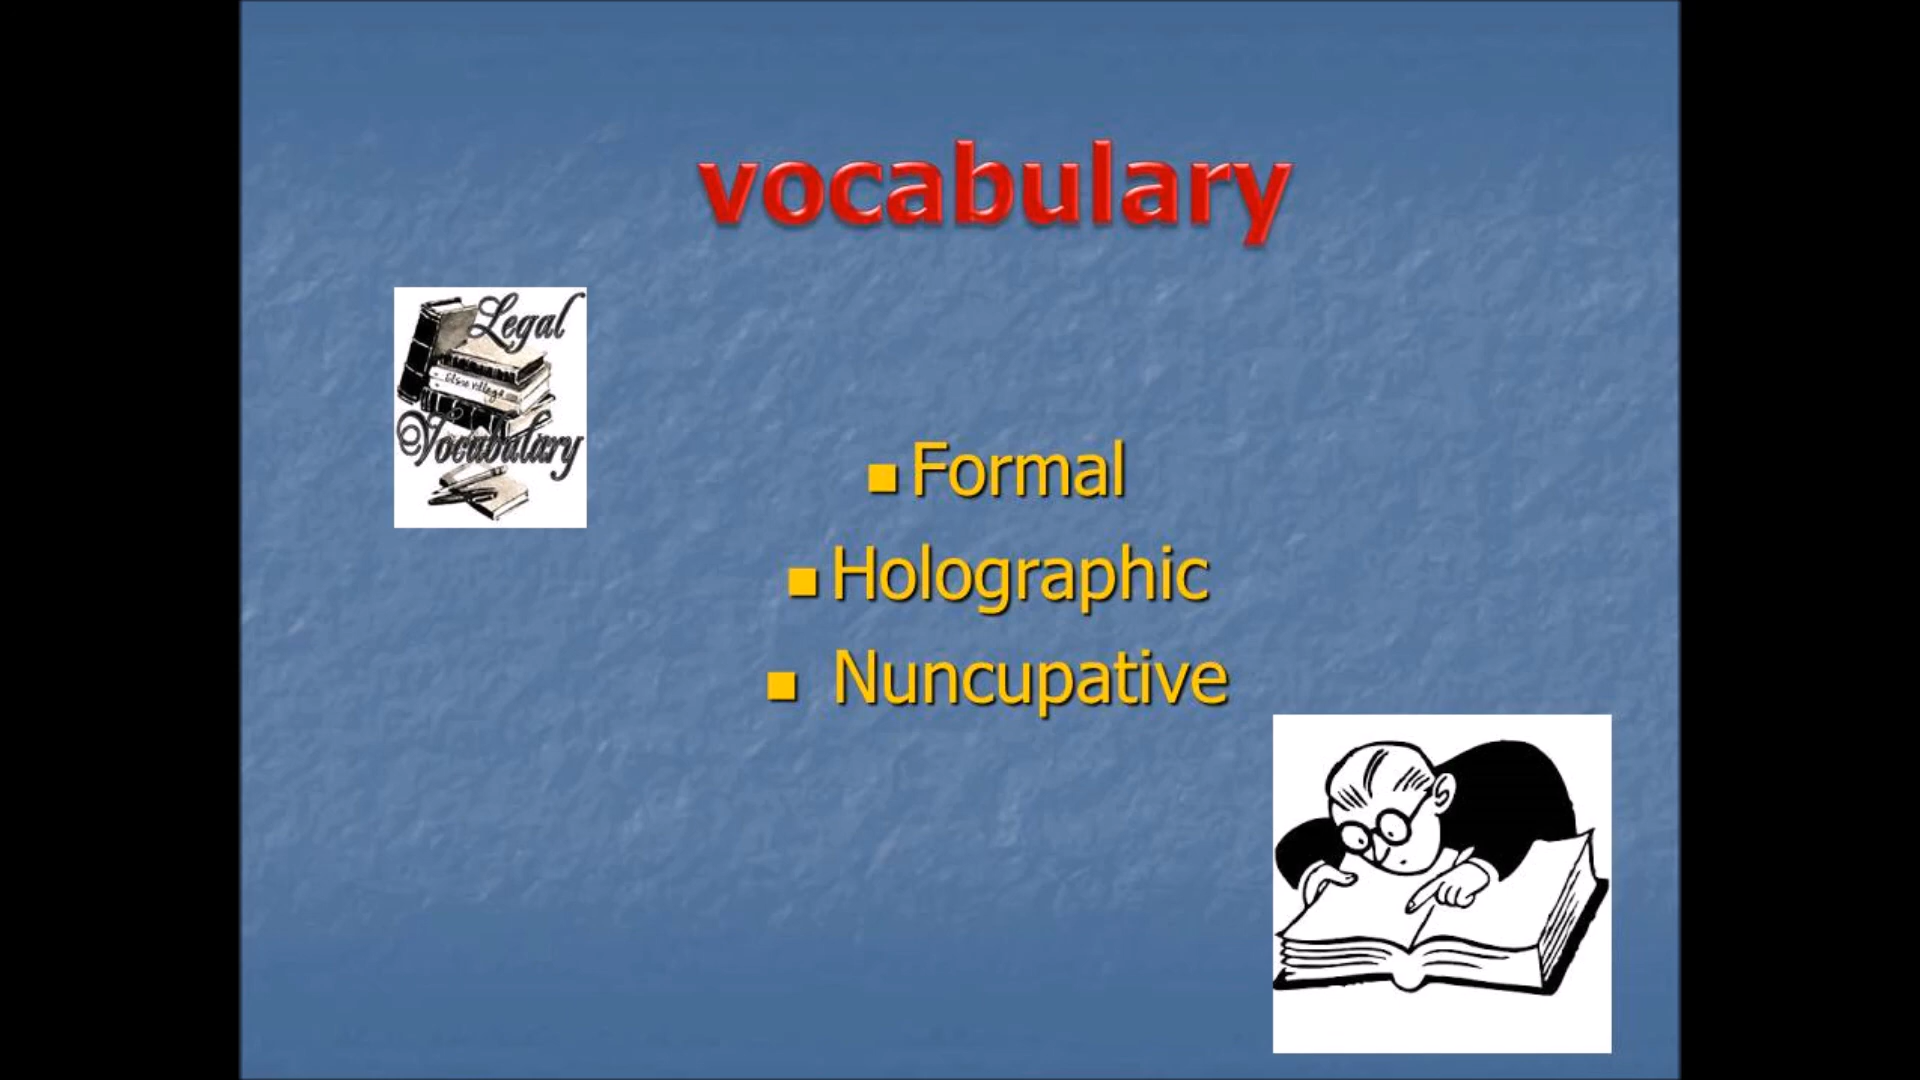 vocabulary
Legal
Vocabulary
Formal
Holographic
Nuncupative